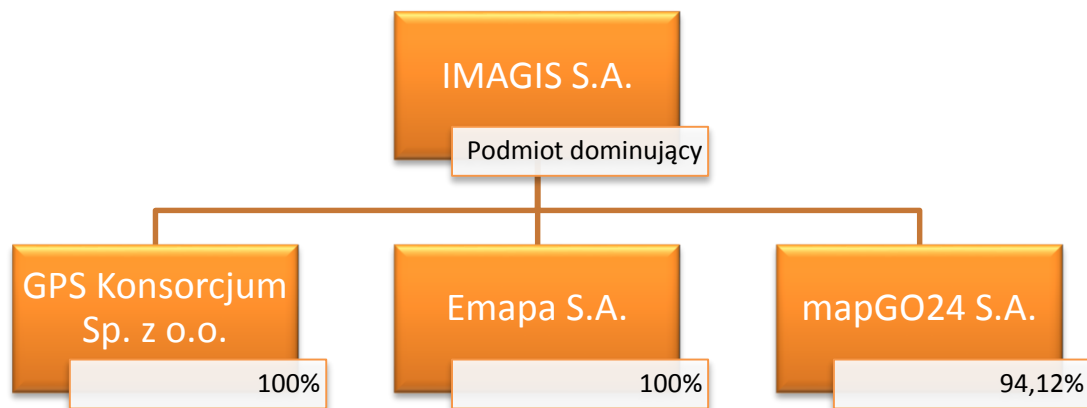 IMAGIS S.A.
Podmiot dominujący
GPS Konsorcjum
Sp. z o.o.
100%
Emapa S.A.
100%
mapGO24 S.A.
94,12%